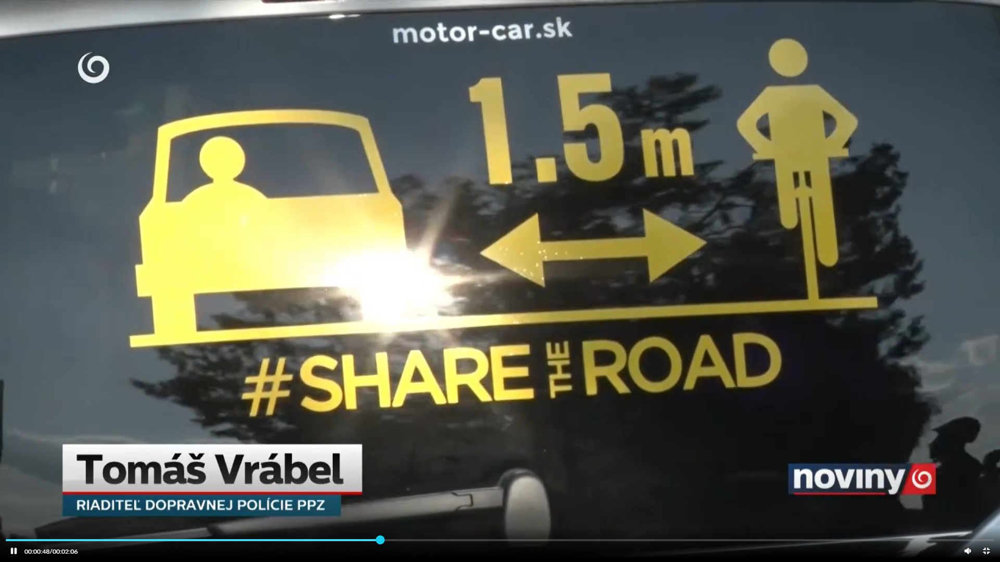 motor-car.sk
1.5 m
#SHARE THE ROAD
Tomáš Vrábel
RIADITEĽ DOPRAVNEJ POLÍCIE PPZ
noviny
00:00:48/00:02:06